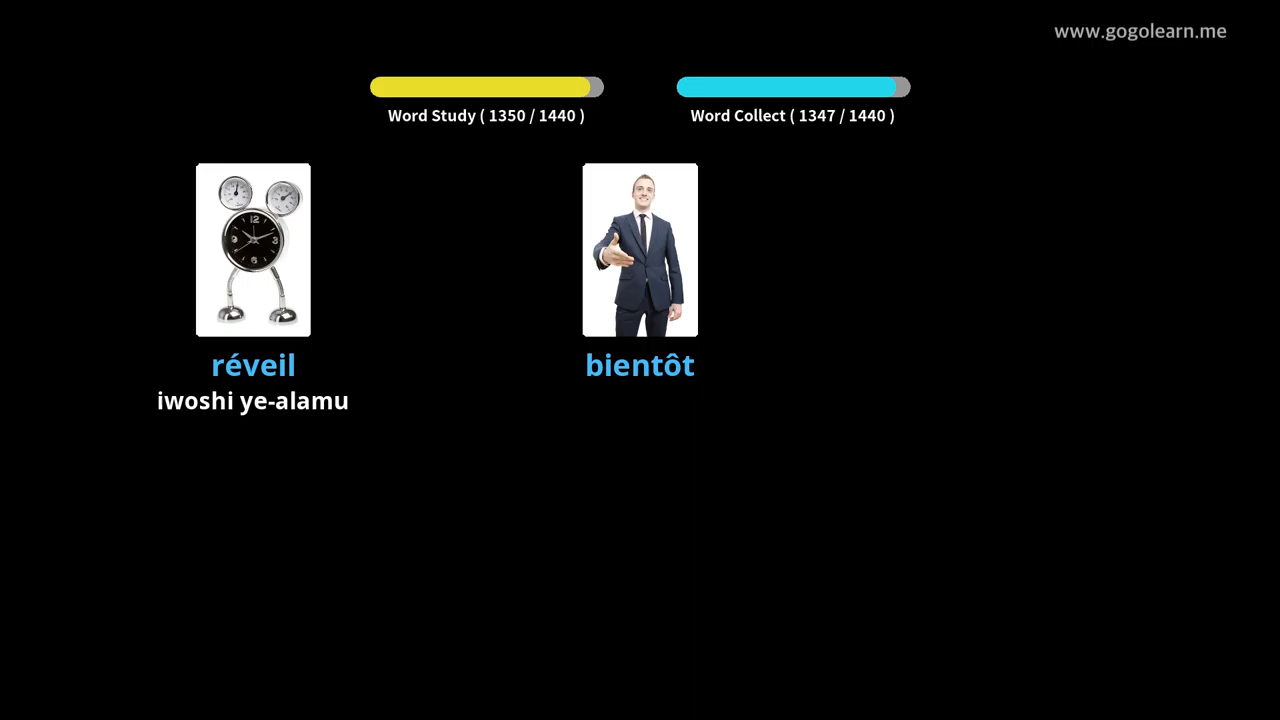 www.gogolearn.me
Word Study ( 1350 / 1440 )
Word Collect ( 1347 / 1440 )
réveil
iwoshi ye-alamu
bientôt